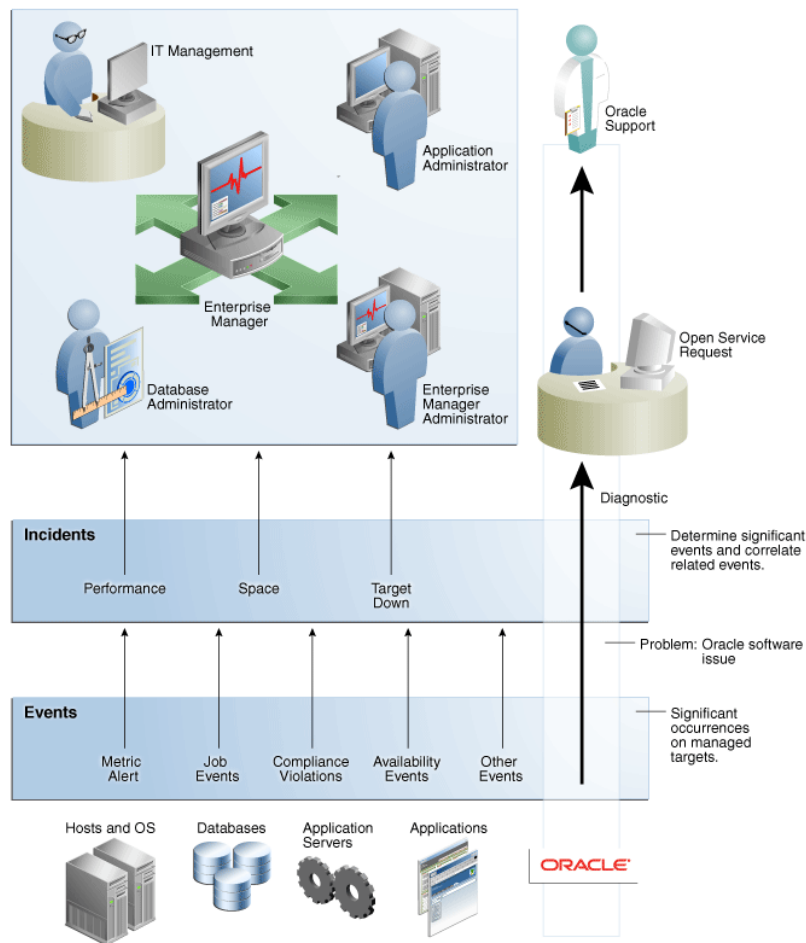 IT Management
Application
Administrator
Enterprise
Manager
Database
Administrator
Enterprise
Manager
Administrator
Oracle
Support
Open Service
Request
Diagnostic
Incidents
Performance
Space
Target
Down
Determine significant
events and correlate
related events.
Problem: Oracle software
issue
Events
Metric
Alert
Job
Events
Compliance
Violations
Availability
Events
Other
Events
Significant
occurrences
on managed
targets.
Hosts and OS
Databases
Application
Servers
Applications
ORACLE